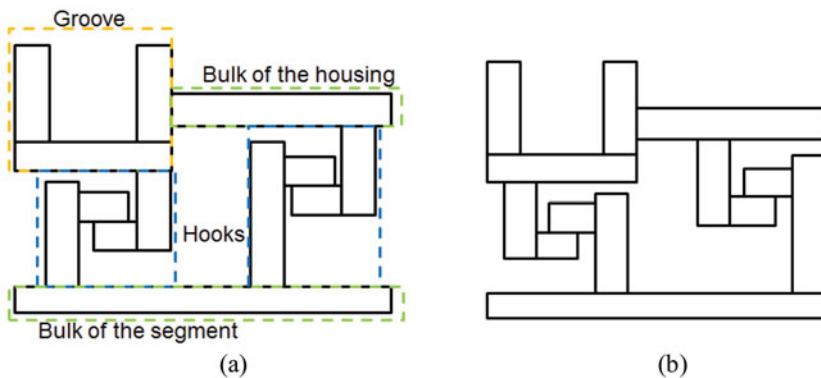 Groove
Bulk of the housing
Hooks
Bulk of the segment
(a)
(b)